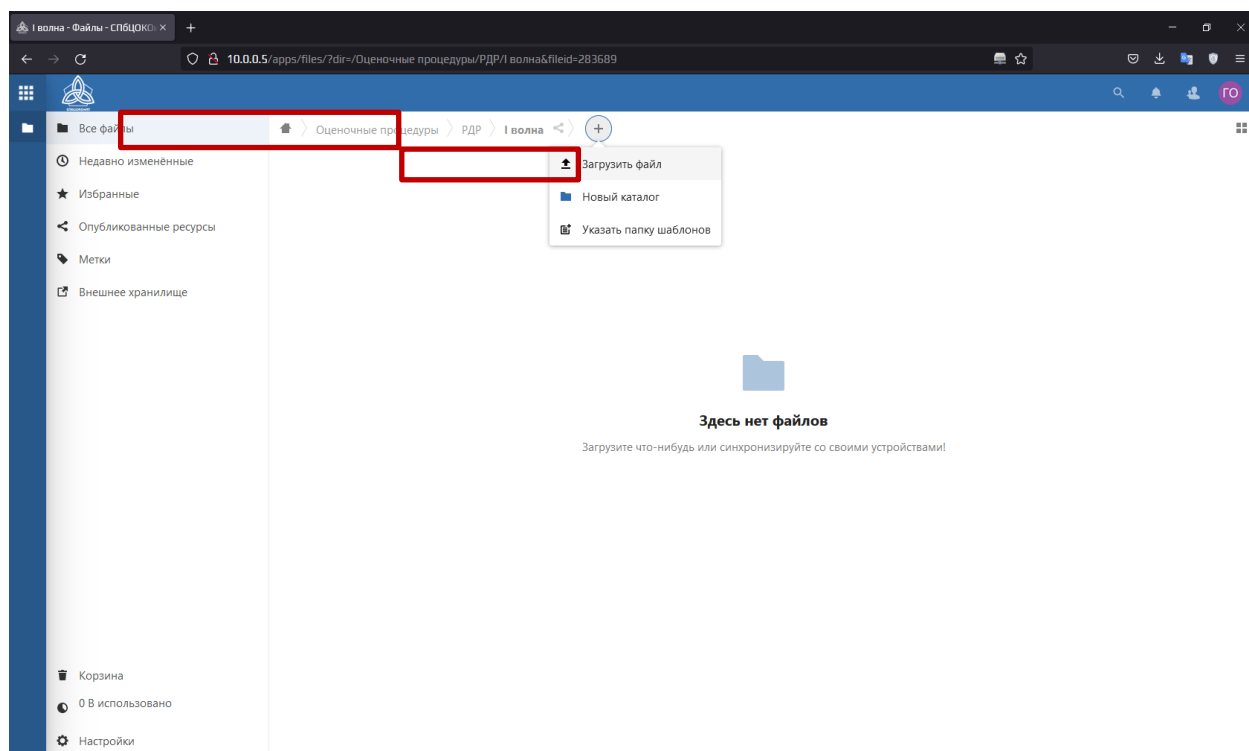 I волна - Файлы - СПбЦОКО
10.0.0.5/apps/files/?dir=/Оценочные процедуры/РДР/I волна&fileid=283689
ГО
Все файлы
Оценочные процедуры
РДР
I волна
Недавно изменённые
Избранные
Опубликованные ресурсы
Метки
Внешнее хранилище
Загрузить файл
Новый каталог
Указать папку шаблонов
Здесь нет файлов
Загрузите что-нибудь или синхронизируйте со своими устройствами!
Корзина
0 B использовано
Настройки